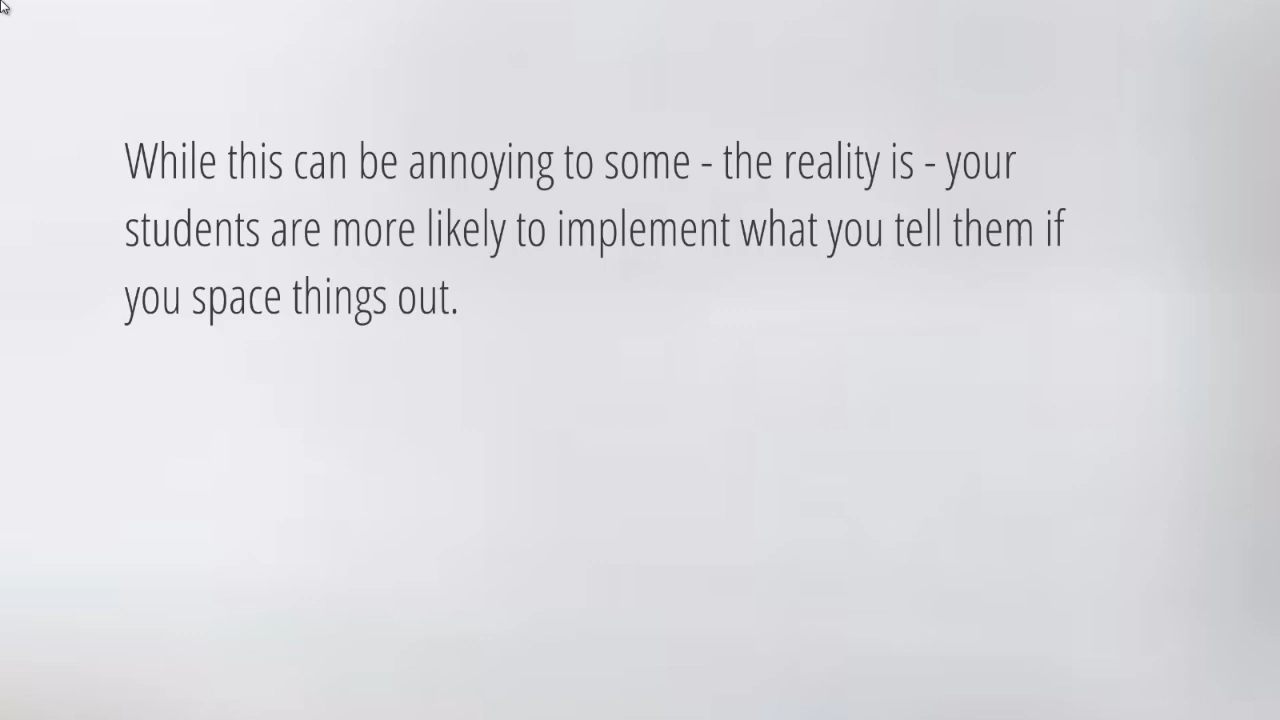 While this can be annoying to some - the reality is - your
students are more likely to implement what you tell them if
you space things out.